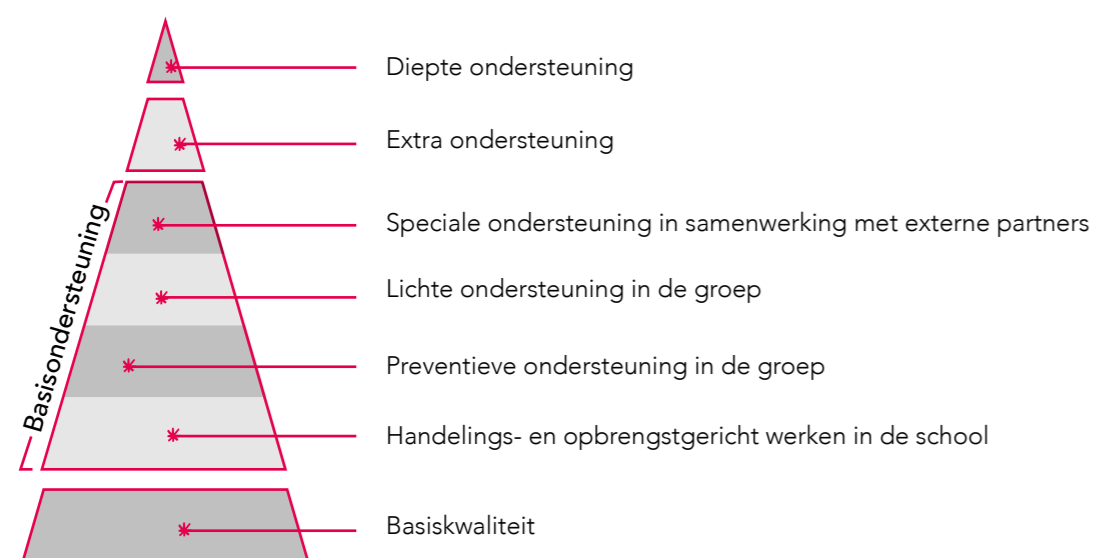 Diepte ondersteuning
Extra ondersteuning
Basisondersteuning
Speciale ondersteuning in samenwerking met externe partners
Lichte ondersteuning in de groep
Preventieve ondersteuning in de groep
Handelings- en opbrengstgericht werken in de school
Basiskwaliteit